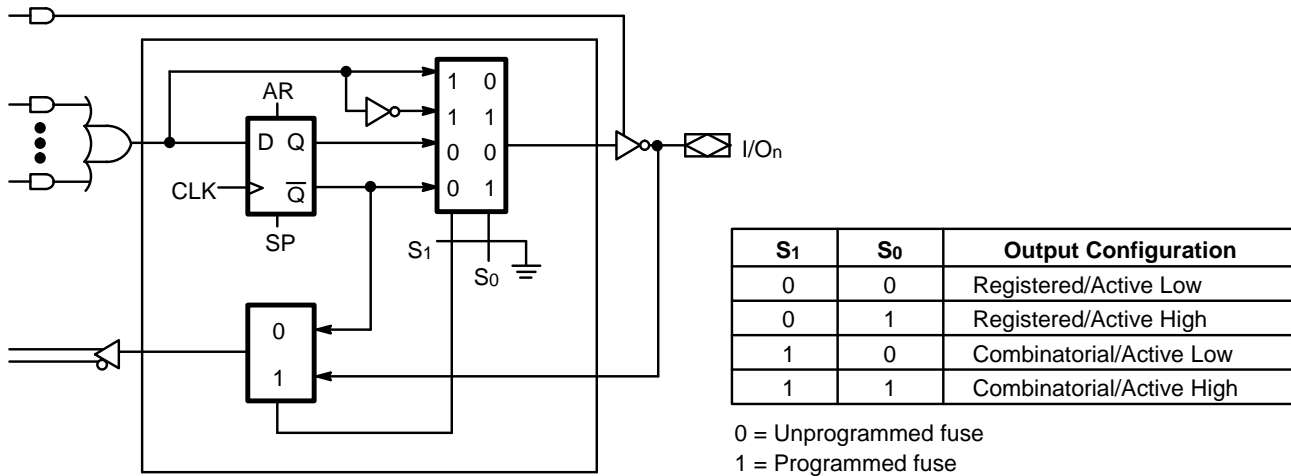 AR
1 0
1 1
D Q
0 0
I/On
CLK
Q
0 1
SP
S1
S0
0
1
S1 S0 Output Configuration
0 0 Registered/Active Low
0 1 Registered/Active High
1 0 Combinatorial/Active Low
1 1 Combinatorial/Active High
0 = Unprogrammed fuse
1 = Programmed fuse